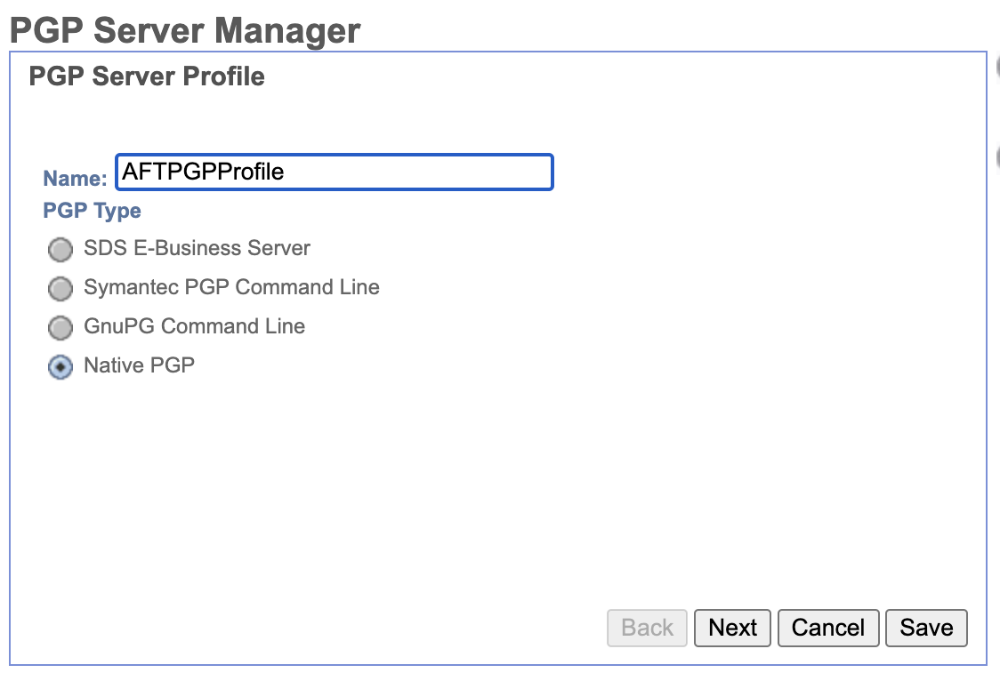 PGP Server Manager
PGP Server Profile
Name: AFTPGPProfile
PGP Type
SDS E-Business Server
Symantec PGP Command Line
GnuPG Command Line
Native PGP
Back Next Cancel Save